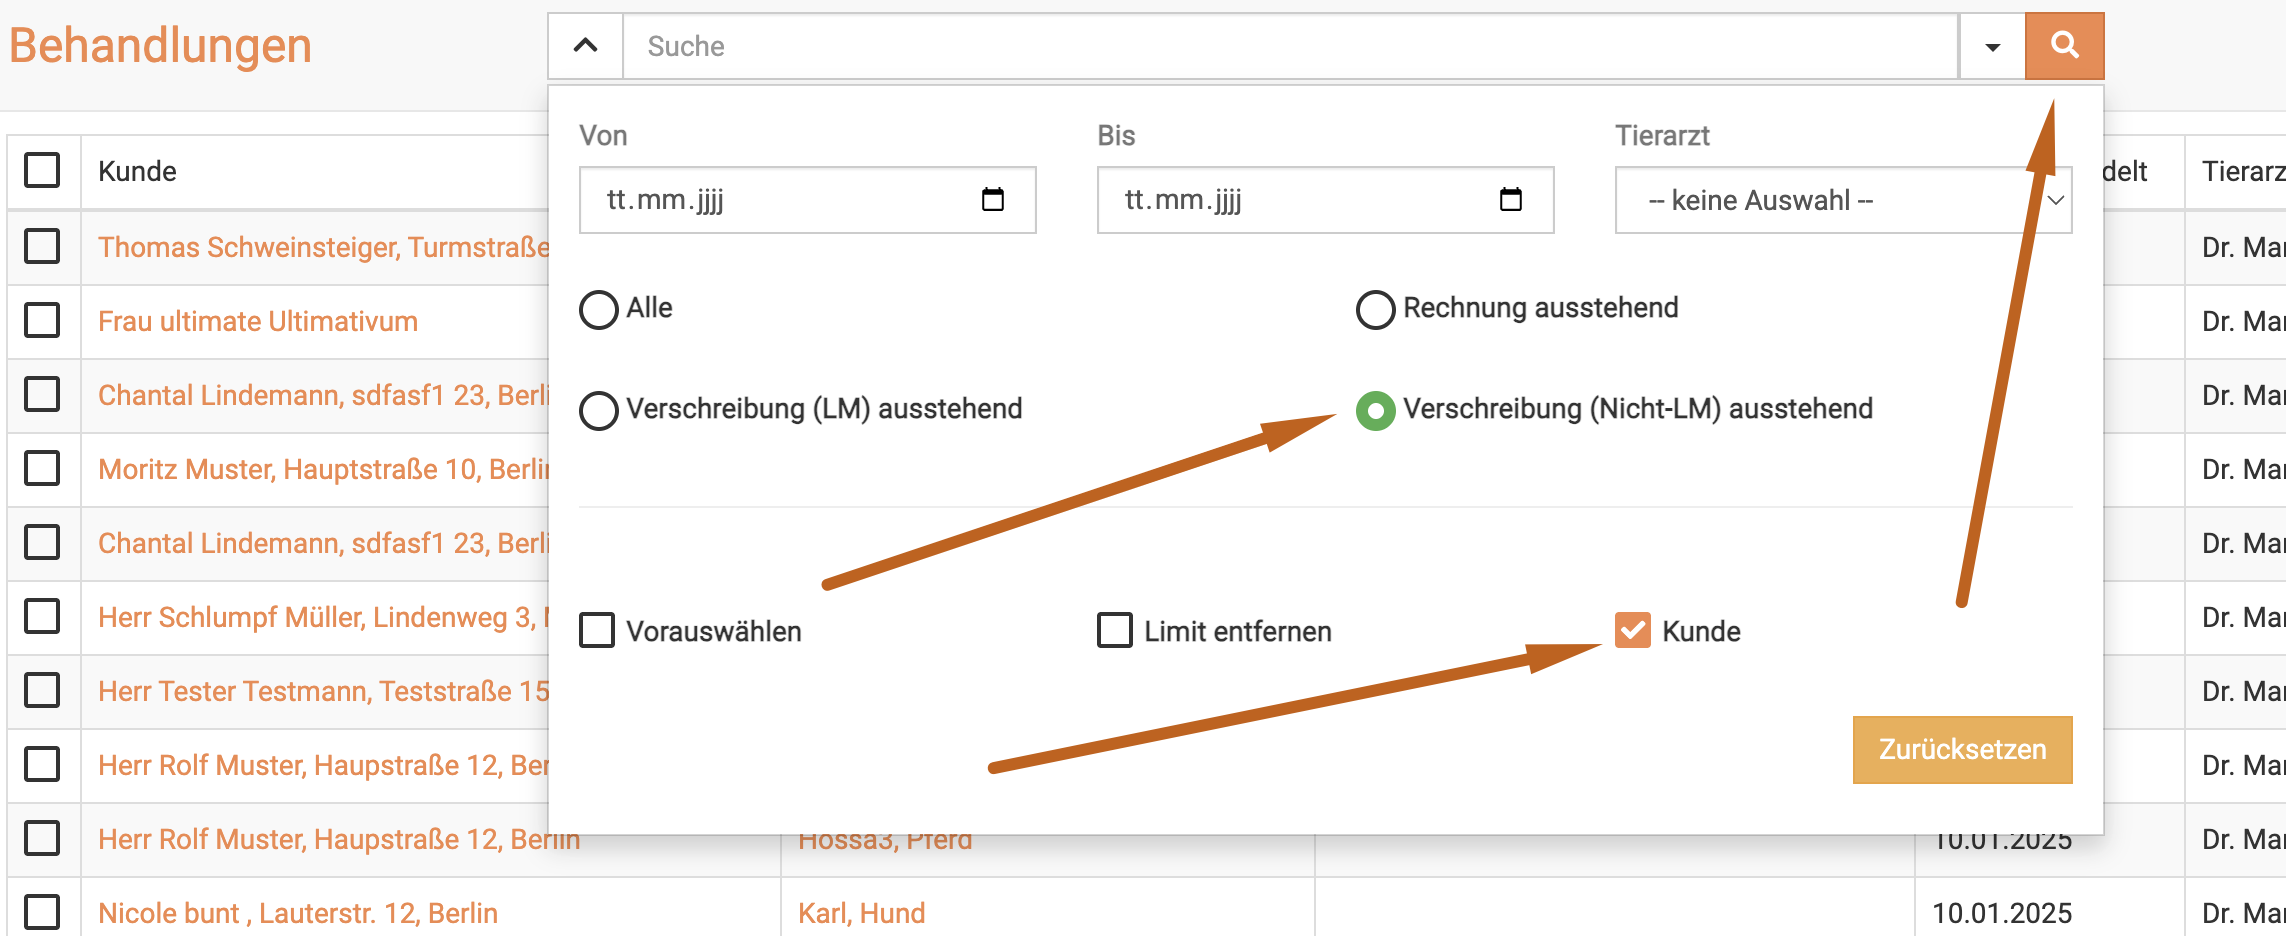 Behandlungen
Suche
Von Bis Tierarzt
tt.mm.jjjj tt.mm.jjjj -- keine Auswahl --
Alle Rechnung ausstehend
Verschreibung (LM) ausstehend Verschreibung (Nicht-LM) ausstehend
Vorauswählen Limit entfernen Kunde
Zurücksetzen
Kunde delt Tierarz
Thomas Schweinsteiger, Turmstraße Dr. Mar
Frau ultimate Ultimativum Dr. Mar
Chantal Lindemann, sdfasf1 23, Berli Dr. Mar
Moritz Muster, Hauptstraße 10, Berlin Dr. Mar
Chantal Lindemann, sdfasf1 23, Berli Dr. Mar
Herr Schlumpf Müller, Lindenweg 3, Dr. Mar
Herr Tester Testmann, Teststraße 15 Dr. Mar
Herr Rolf Muster, Haupstraße 12, Ber Dr. Mar
Herr Rolf Muster, Haupstraße 12, Berlin Hossa3, Pferd 10.01.2025 Dr. Mar
Nicole bunt , Lauterstr. 12, Berlin Karl, Hund 10.01.2025 Dr. Mar